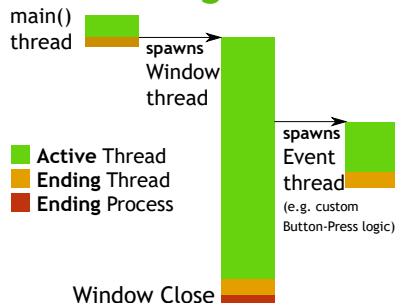 main()
thread
spawns
Window
thread
spawns
Event
thread
(e.g. custom
Button-Press logic)
Active Thread
Ending Thread
Ending Process
Window Close